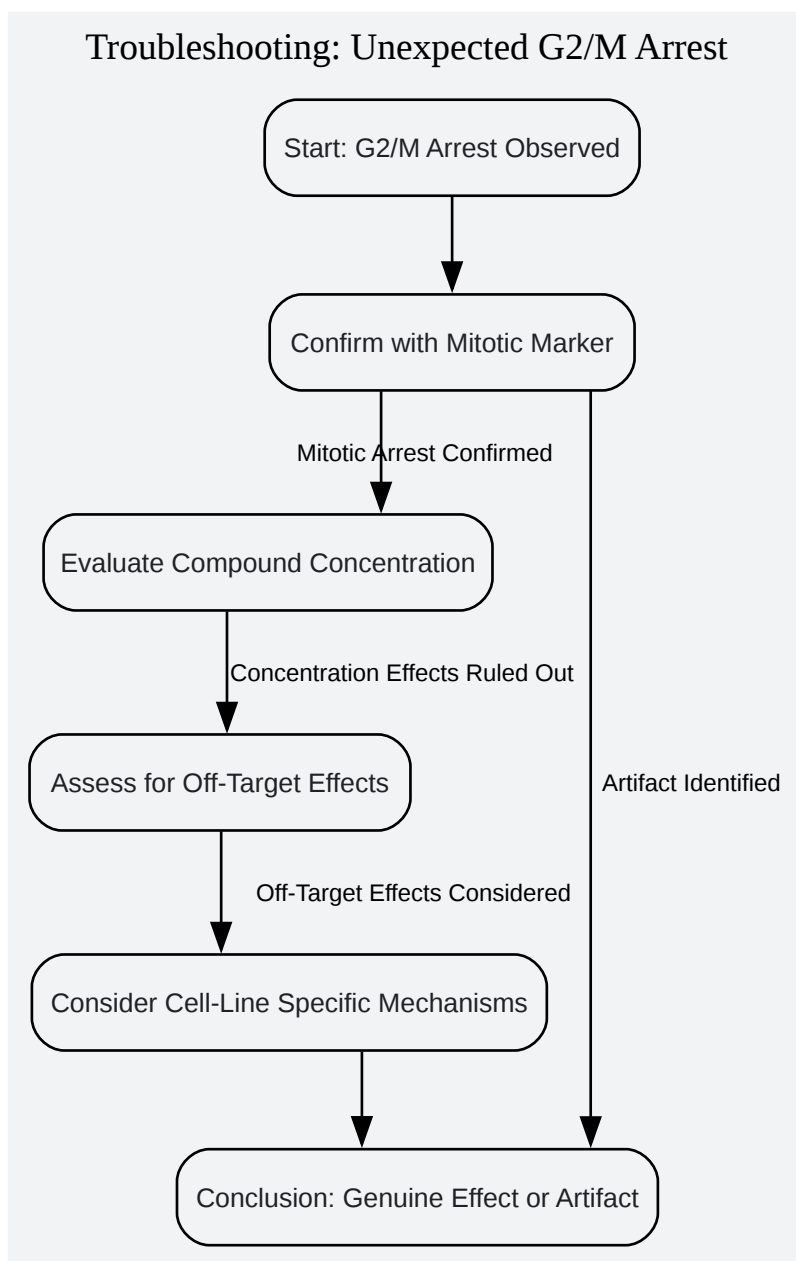 Troubleshooting: Unexpected G2/M Arrest
Start: G2/M Arrest Observed
Confirm with Mitotic Marker
Mitotic Arrest Confirmed
Evaluate Compound Concentration
Concentration Effects Ruled Out
Assess for Off-Target Effects
Artifact Identified
Off-Target Effects Considered
Consider Cell-Line Specific Mechanisms
Conclusion: Genuine Effect or Artifact